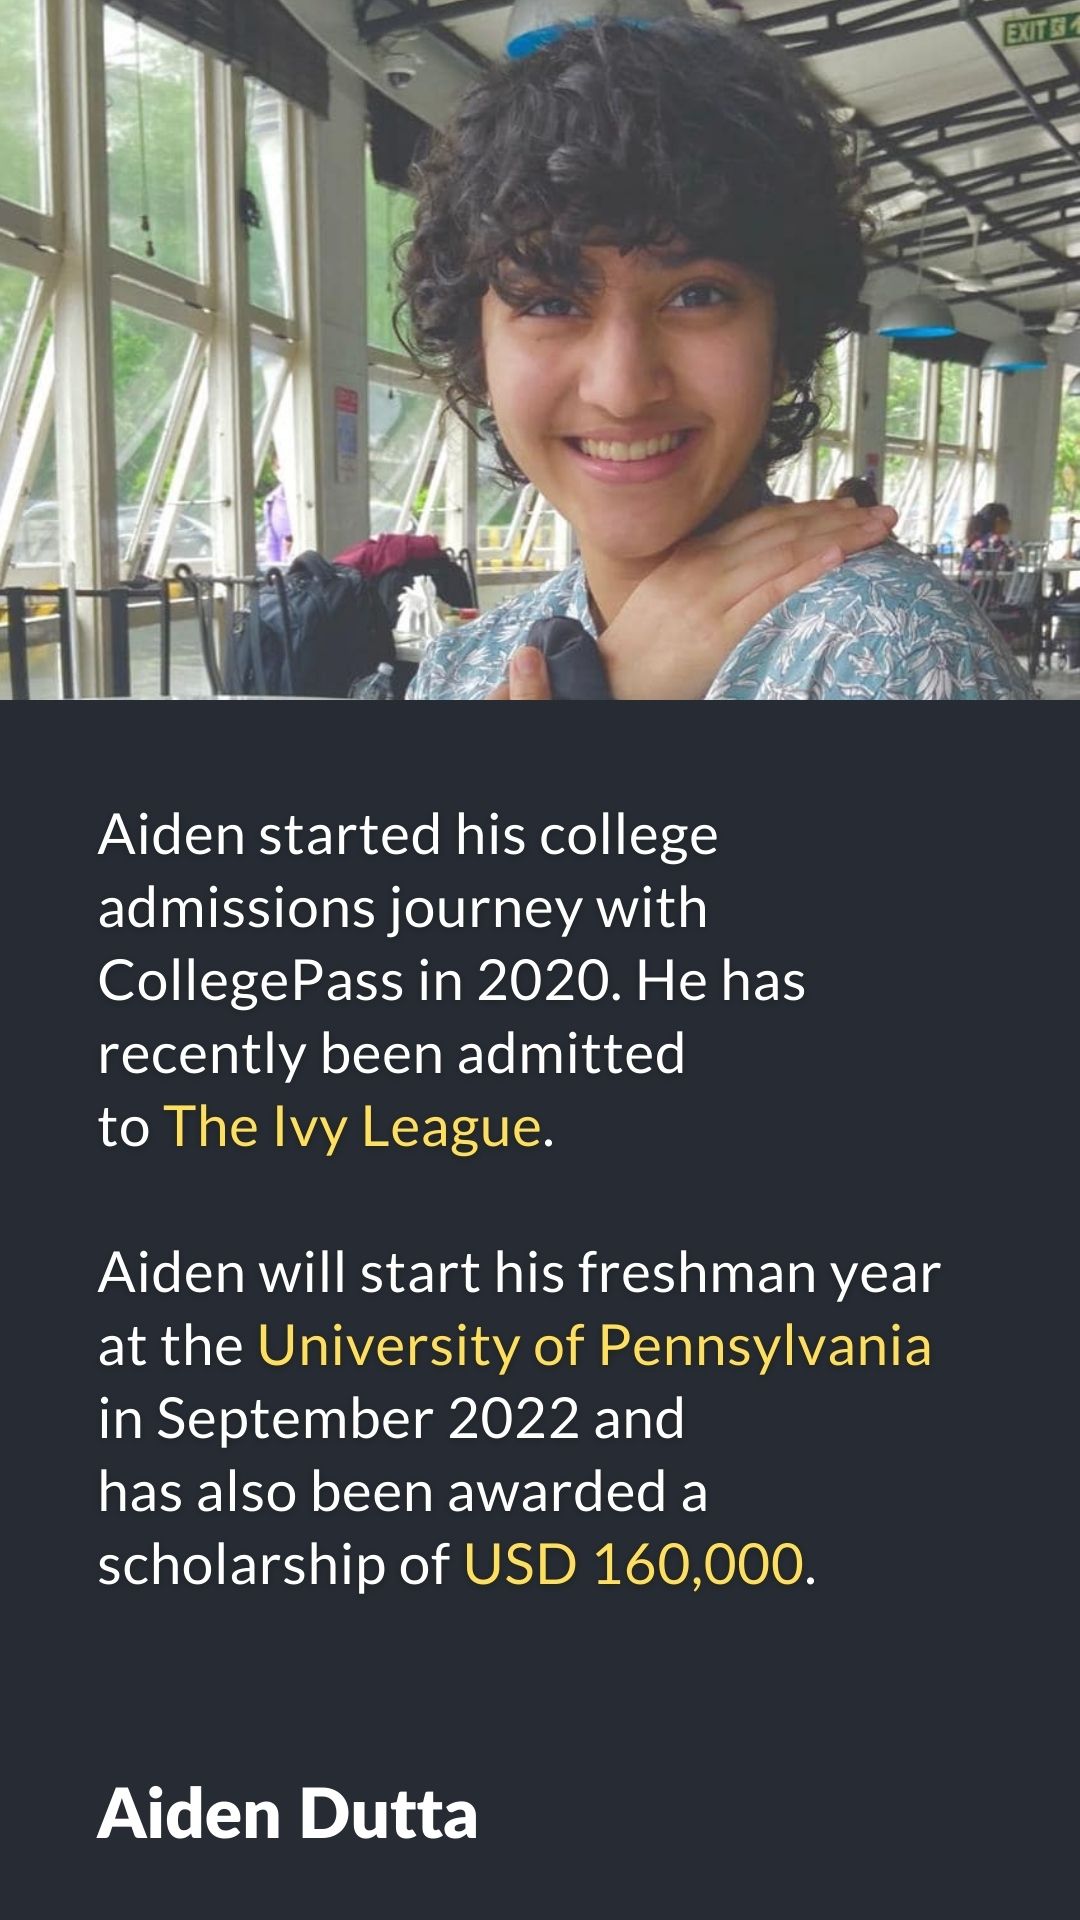 EXIT
Aiden started his college
admissions journey with
CollegePass in 2020. He has
recently been admitted
to The Ivy League.
Aiden will start his freshman year
at the University of Pennsylvania
in September 2022 and
has also been awarded a
scholarship of USD 160,000.
Aiden Dutta